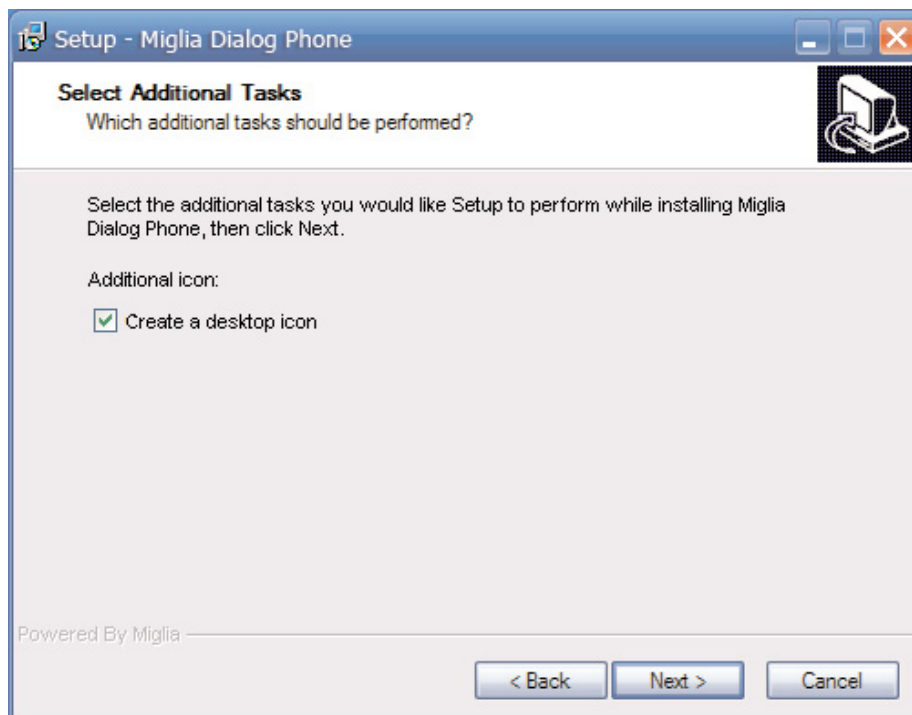 Setup - Miglia Dialog Phone
Select Additional Tasks
Which additional tasks should be performed?
Select the additional tasks you would like Setup to perform while installing Miglia
Dialog Phone, then click Next.
Additional icon:
Create a desktop icon
Powered By Miglia
< Back Next > Cancel